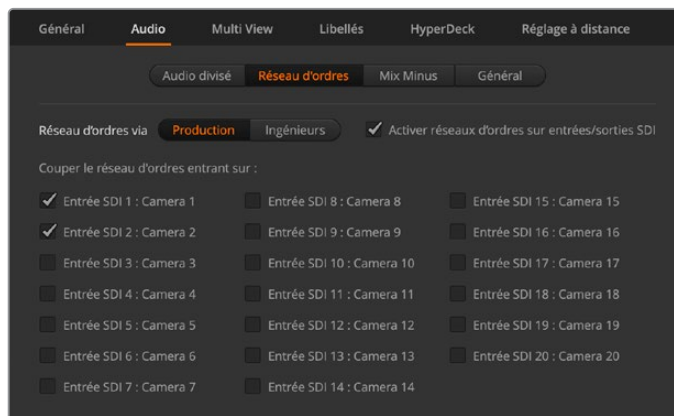 Général Audio Multi View Libellés HyperDeck Réglage à distance
Audio divisé Réseau d'ordres Mix Minus Général
Réseau d'ordres via Production Ingénieurs Activer réseaux d'ordres sur entrées/sorties SDI
Couper le réseau d'ordres entrant sur :
Entrée SDI 1 : Camera 1 Entrée SDI 8 : Camera 8 Entrée SDI 15 : Camera 15
Entrée SDI 2 : Camera 2 Entrée SDI 9 : Camera 9 Entrée SDI 16 : Camera 16
Entrée SDI 3 : Camera 3 Entrée SDI 10 : Camera 10 Entrée SDI 17 : Camera 17
Entrée SDI 4 : Camera 4 Entrée SDI 11 : Camera 11 Entrée SDI 18 : Camera 18
Entrée SDI 5 : Camera 5 Entrée SDI 12 : Camera 12 Entrée SDI 19 : Camera 19
Entrée SDI 6 : Camera 6 Entrée SDI 13 : Camera 13 Entrée SDI 20 : Camera 20
Entrée SDI 7 : Camera 7 Entrée SDI 14 : Camera 14